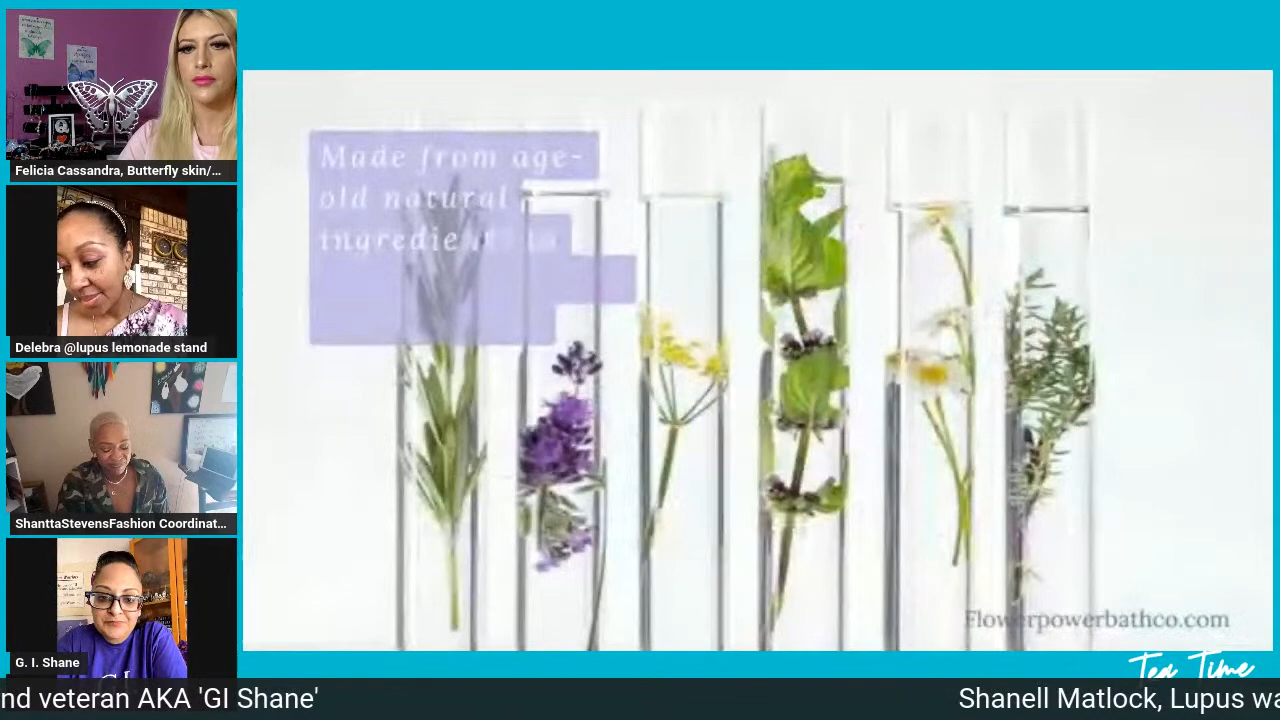 Felicia Cassandra, Butterfly skin/...
Delebra @lupus lemonade stand
ShanttaStevensFashion Coordinat...
G. I. Shane
Made from age-
old natural
ingredient
Flowerpowerbathco.com
Tea Time
nd veteran AKA 'GI Shane'
Shanell Matlock, Lupus wa